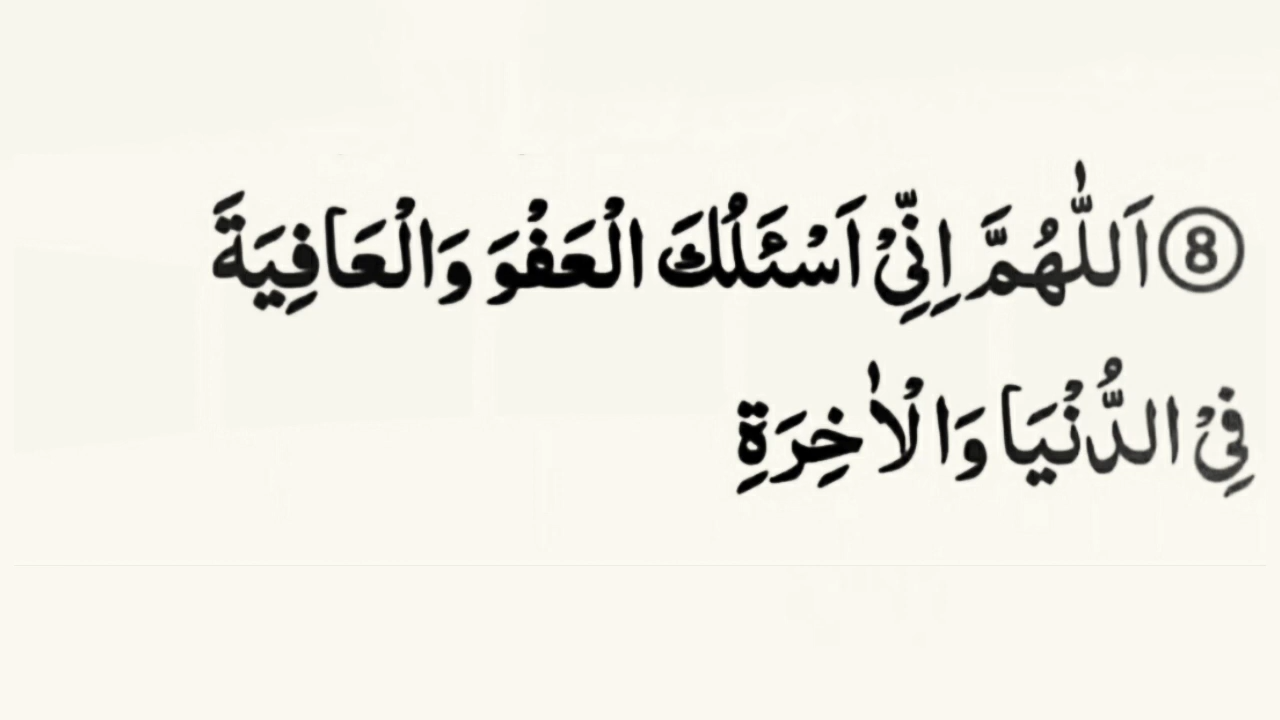 ⑧ اَللّٰهُمَّ اِنِّیْ اَسْئَلُكَ الْعَفْوَ وَالْعَافِیَةَ
فِیْ الدُّنْیَا وَالْاٰخِرَةِ